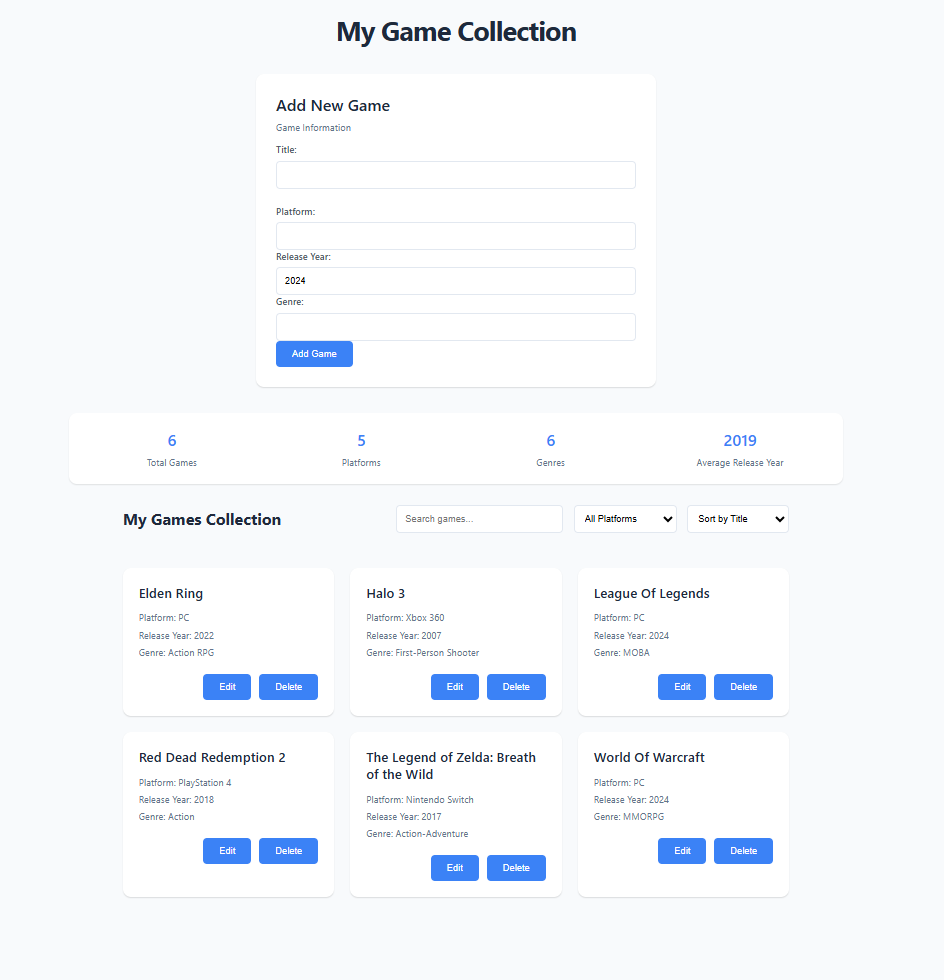 My Game Collection
Add New Game
Game Information
Title:
Platform:
Release Year:
2024
Genre:
Add Game
6 5 6 2019
Total Games Platforms Genres Average Release Year
My Games Collection Search games... All Platforms Sort by Title
Elden Ring
Platform: PC
Release Year: 2022
Genre: Action RPG
Edit Delete
Halo 3
Platform: Xbox 360
Release Year: 2007
Genre: First-Person Shooter
Edit Delete
League Of Legends
Platform: PC
Release Year: 2024
Genre: MOBA
Edit Delete
Red Dead Redemption 2
Platform: PlayStation 4
Release Year: 2018
Genre: Action
Edit Delete
The Legend of Zelda: Breath
of the Wild
Platform: Nintendo Switch
Release Year: 2017
Genre: Action-Adventure
Edit Delete
World Of Warcraft
Platform: PC
Release Year: 2024
Genre: MMORPG
Edit Delete